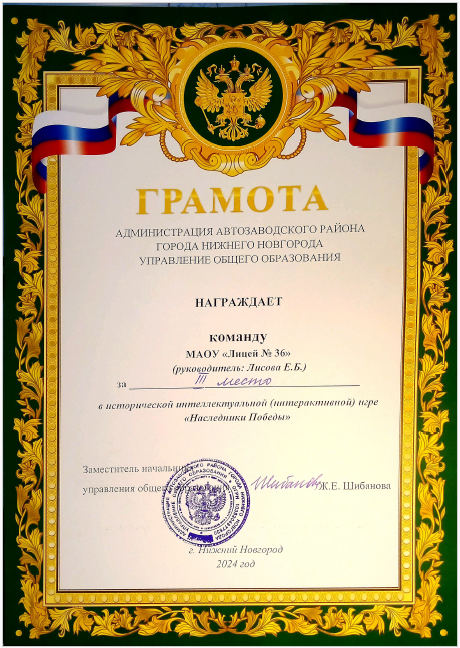 ГРАМОТА
АДМИНИСТРАЦИЯ АВТОЗАВОДСКОГО РАЙОНА
ГОРОДА НИЖНЕГО НОВГОРОДА
УПРАВЛЕНИЕ ОБЩЕГО ОБРАЗОВАНИЯ
НАГРАЖДАЕТ
команду
МАОУ «Лицей № 36»
(руководитель: Лисова Е.Б.)
за III место
в исторической интеллектуальной (интерактивной) игре
«Наследники Победы»
Заместитель начальника
управления общего Ж.Е. Шибанова
г. Нижний Новгород
2024 год